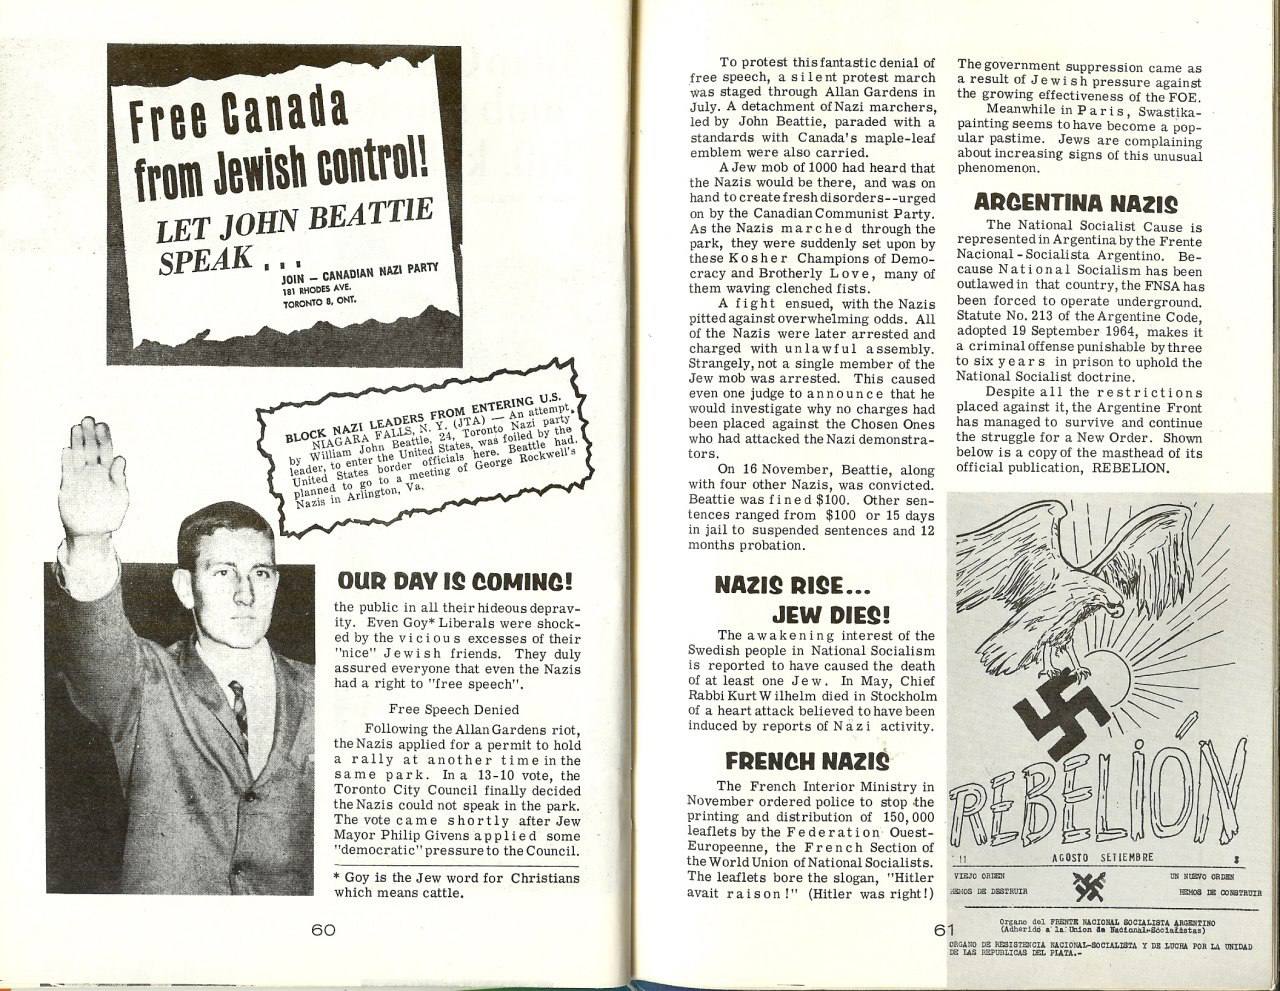 Free Canada
from Jewish control!
LET JOHN BEATTIE
SPEAK . . .
JOIN — CANADIAN NAZI PARTY
181 RHODES AVE.
TORONTO 8, ONT.
BLOCK NAZI LEADERS FROM ENTERING U.S.
NIAGARA FALLS, N. Y. (JTA) — An attempt
by William John Beattie, 24, Toronto Nazi party
leader, to enter the United States, was foiled by the
United States border officials here. Beattie had
planned to go to a meeting of George Rockwell's
Nazis in Arlington, Va.
OUR DAY IS COMING!
the public in all their hideous deprav-
ity. Even Goy* Liberals were shock-
ed by the vicious excesses of their
"nice" Jewish friends. They duly
assured everyone that even the Nazis
had a right to "free speech".
Free Speech Denied
Following the Allan Gardens riot,
the Nazis applied for a permit to hold
a rally at another time in the
same park. In a 13-10 vote, the
Toronto City Council finally decided
the Nazis could not speak in the park.
The vote came shortly after Jew
Mayor Philip Givens applied some
"democratic" pressure to the Council.
* Goy is the Jew word for Christians
which means cattle.
60
To protest this fantastic denial of
free speech, a silent protest march
was staged through Allan Gardens in
July. A detachment of Nazi marchers,
led by John Beattie, paraded with a
standards with Canada's maple-leaf
emblem were also carried.
A Jew mob of 1000 had heard that
the Nazis would be there, and was on
hand to create fresh disorders--urged
on by the Canadian Communist Party.
As the Nazis marched through the
park, they were suddenly set upon by
these Kosher Champions of Demo-
cracy and Brotherly Love, many of
them waving clenched fists.
A fight ensued, with the Nazis
pitted against overwhelming odds. All
of the Nazis were later arrested and
charged with unlawful assembly.
Strangely, not a single member of the
Jew mob was arrested. This caused
even one judge to announce that he
would investigate why no charges had
been placed against the Chosen Ones
who had attacked the Nazi demonstra-
tors.
On 16 November, Beattie, along
with four other Nazis, was convicted.
Beattie was fined $100. Other sen-
tences ranged from $100 or 15 days
in jail to suspended sentences and 12
months probation.
NAZIS RISE...
JEW DIES!
The awakening interest of the
Swedish people in National Socialism
is reported to have caused the death
of at least one Jew. In May, Chief
Rabbi Kurt Wilhelm died in Stockholm
of a heart attack believed to have been
induced by reports of Nazi activity.
FRENCH NAZIS
The French Interior Ministry in
November ordered police to stop the
printing and distribution of 150,000
leaflets by the Federation Ouest-
Europeenne, the French Section of
the World Union of National Socialists.
The leaflets bore the slogan, "Hitler
avait raison!" (Hitler was right!)
The government suppression came as
a result of Jewish pressure against
the growing effectiveness of the FOE.
Meanwhile in Paris, Swastika-
painting seems to have become a pop-
ular pastime. Jews are complaining
about increasing signs of this unusual
phenomenon.
ARGENTINA NAZIS
The National Socialist Cause is
represented in Argentina by the Frente
Nacional-Socialista Argentino. Be-
cause National Socialism has been
outlawed in that country, the FNSA has
been forced to operate underground.
Statute No. 213 of the Argentine Code,
adopted 19 September 1964, makes it
a criminal offense punishable by three
to six years in prison to uphold the
National Socialist doctrine.
Despite all the restrictions
placed against it, the Argentine Front
has managed to survive and continue
the struggle for a New Order. Shown
below is a copy of the masthead of its
official publication, REBELION.
REBELIÓN
AGOSTO SETIEMBRE
VIEJO ORDEN
HEMOS DE DESTRUIR
UN NUEVO ORDEN
HEMOS DE CONSTRUIR
Organo del FRENTE NACIONAL SOCIALISTA ARGENTINO
(Adherido a la Union de Nacional-Socialistas)
ORGANO DE RESISTENCIA NACIONAL-SOCIALISTA Y DE LUCHA POR LA UNIDAD
DE LAS REPUBLICAS DEL PLATA.-
61